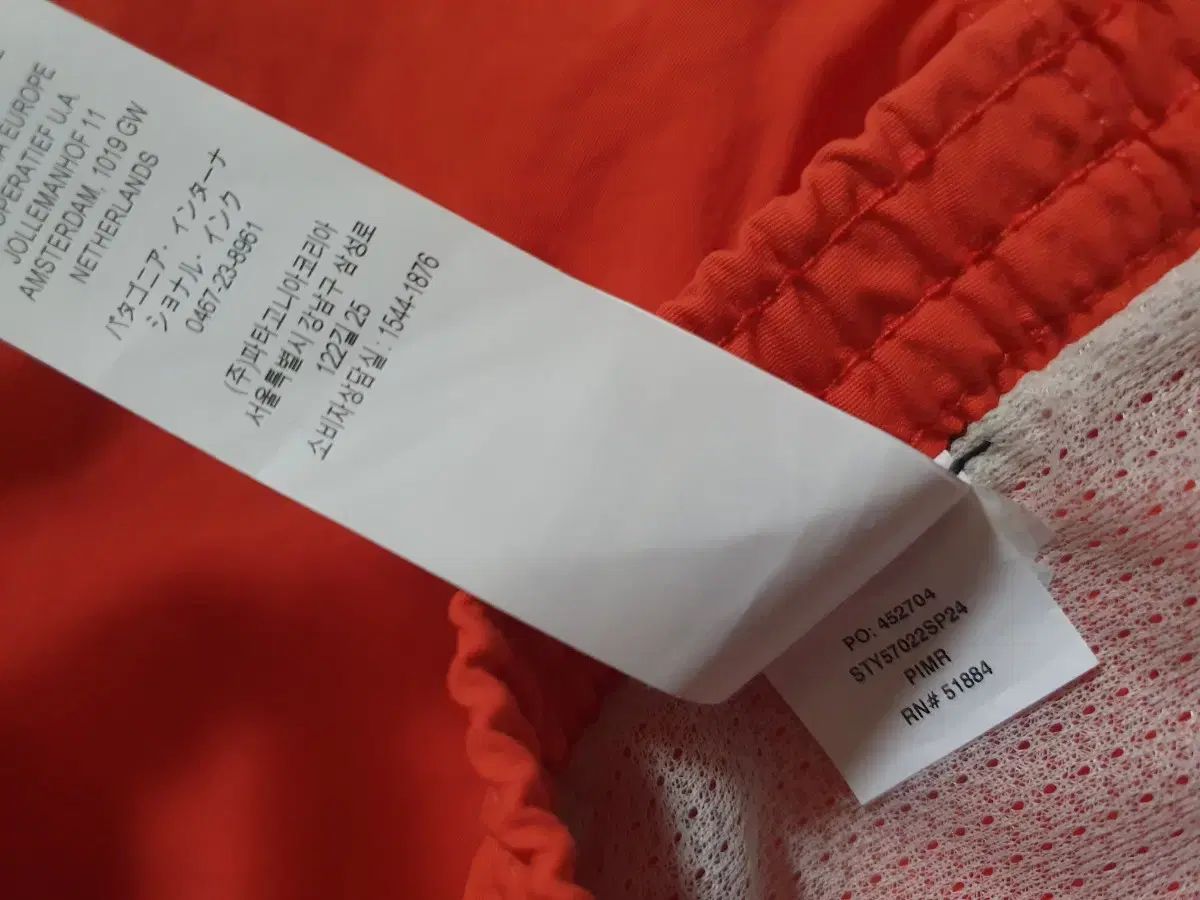 A EUROPE
OPERATIEF U.A.
JOLLEMANHOF 11
AMSTERDAM, 1019 GW
NETHERLANDS
パタゴニア・インターナ
ショナル・インク
0467-23-8961
(주)파타고니아코리아
서울특별시 강남구 삼성로
122길 25
소비자상담실 : 1544-1876
PO: 452704
STY57022SP24
PIMR
RN# 51884